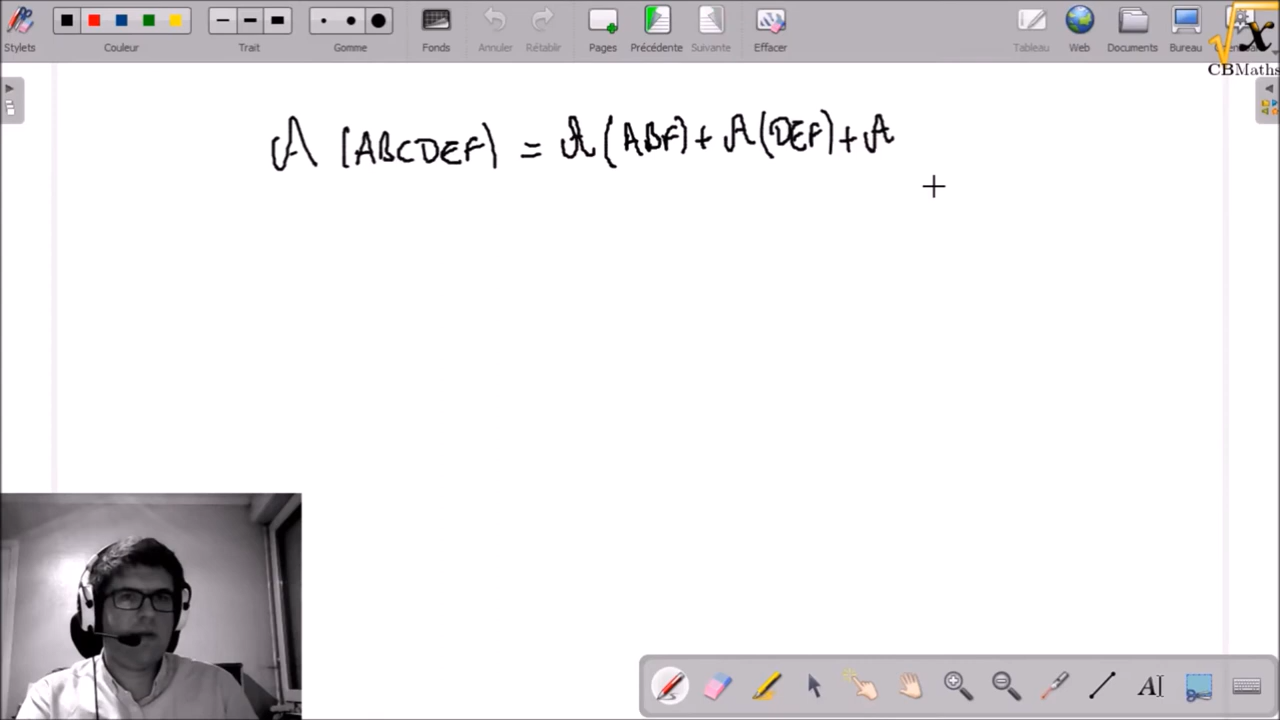 Stylets Couleur Trait Gomme Fonds Annuler Rétablir Pages Précédente Suivante Effacer Tableau Web Documents Bureau
CBMaths
𝒜 (ABCDEF) = 𝒜 (ABF) + 𝒜 (DEF) + 𝒜